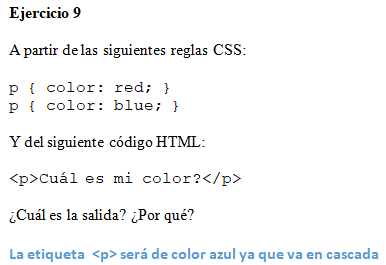 Ejercicio 9
A partir de las siguientes reglas CSS:
p { color: red; }
p { color: blue; }
Y del siguiente código HTML:
<p>Cuál es mi color?</p>
¿Cuál es la salida? ¿Por qué?
La etiqueta <p> será de color azul ya que va en cascada